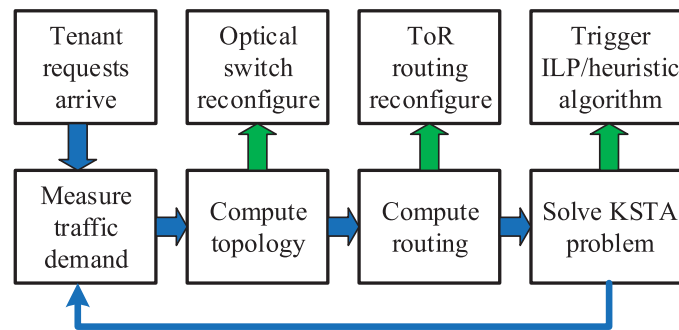 Tenant
requests
arrive
Optical
switch
reconfigure
ToR
routing
reconfigure
Trigger
ILP/heuristic
algorithm
Measure
traffic
demand
Compute
topology
Compute
routing
Solve KSTA
problem